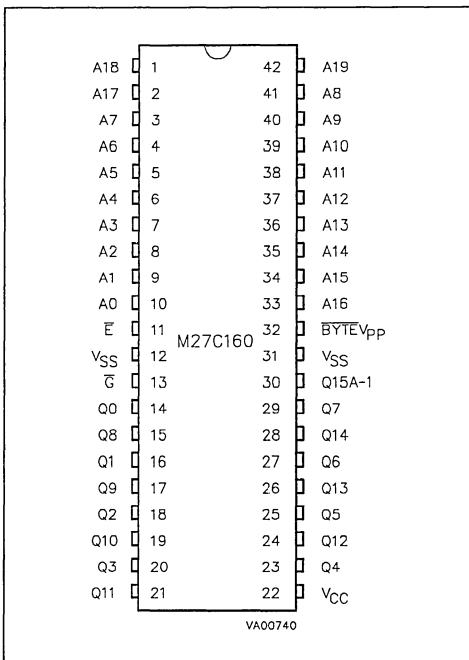 A18 1 42 A19
A17 2 41 A8
A7 3 40 A9
A6 4 39 A10
A5 5 38 A11
A4 6 37 A12
A3 7 36 A13
A2 8 35 A14
A1 9 34 A15
A0 10 33 A16
E̅ 11 32 B̅Y̅T̅E̅VPP
M27C160
VSS 12 31 VSS
G̅ 13 30 Q15A-1
Q0 14 29 Q7
Q8 15 28 Q14
Q1 16 27 Q6
Q9 17 26 Q13
Q2 18 25 Q5
Q10 19 24 Q12
Q3 20 23 Q4
Q11 21 22 VCC
VA00740